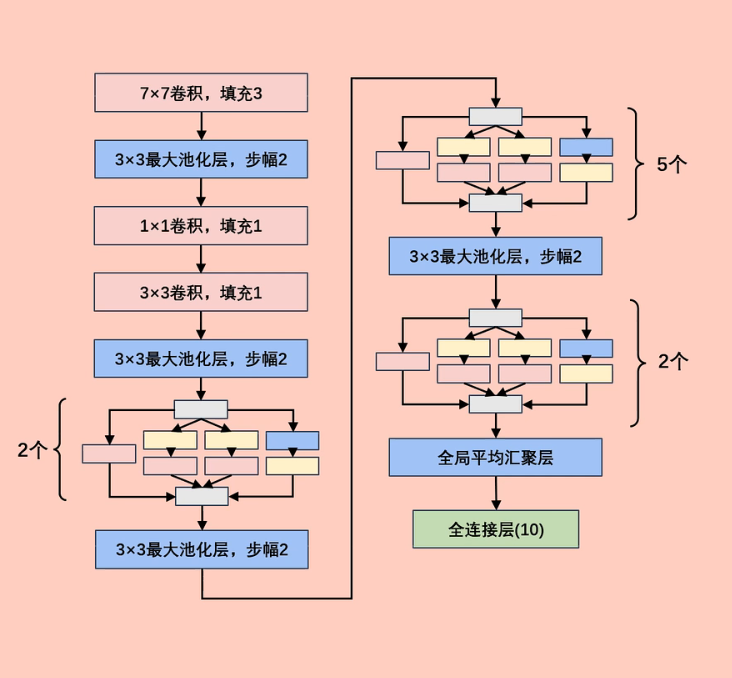 7×7卷积，填充3
3×3最大池化层，步幅2
1×1卷积，填充1
3×3卷积，填充1
3×3最大池化层，步幅2
2个
3×3最大池化层，步幅2
5个
3×3最大池化层，步幅2
2个
全局平均汇聚层
全连接层(10)